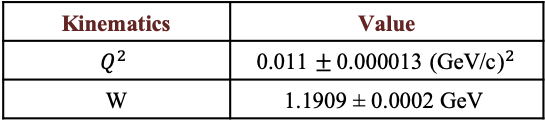 Kinematics Value
Q² 0.011 ± 0.000013 (GeV/c)²
W 1.1909 ± 0.0002 GeV